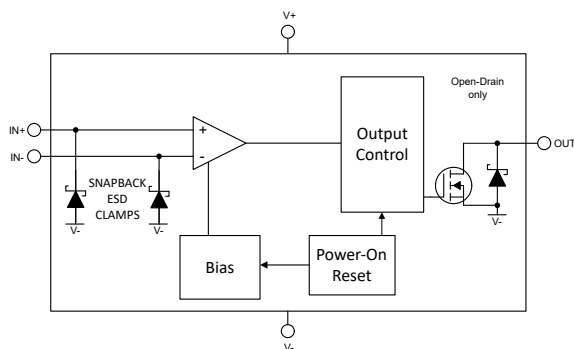 V+
Open-Drain
only
IN+
+
Output
Control
OUT
IN-
-
SNAPBACK
ESD
CLAMPS
V-
V-
V-
Bias
Power-On
Reset
V-